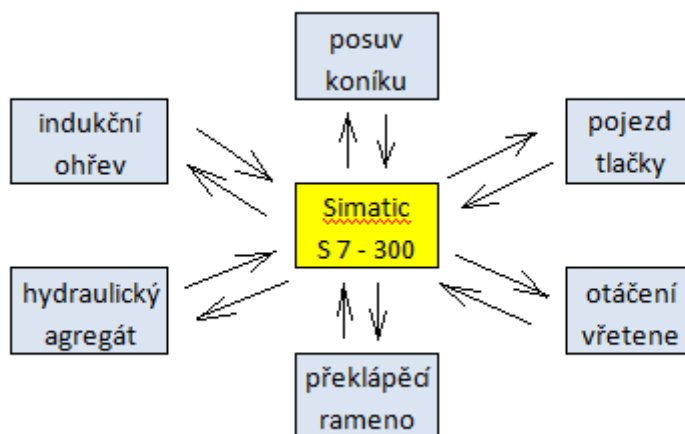 posuv
koníku
indukční
ohřev
pojezd
tlačky
Simatic
S 7 - 300
hydraulický
agregát
otáčení
vřetene
překlápěcí
rameno